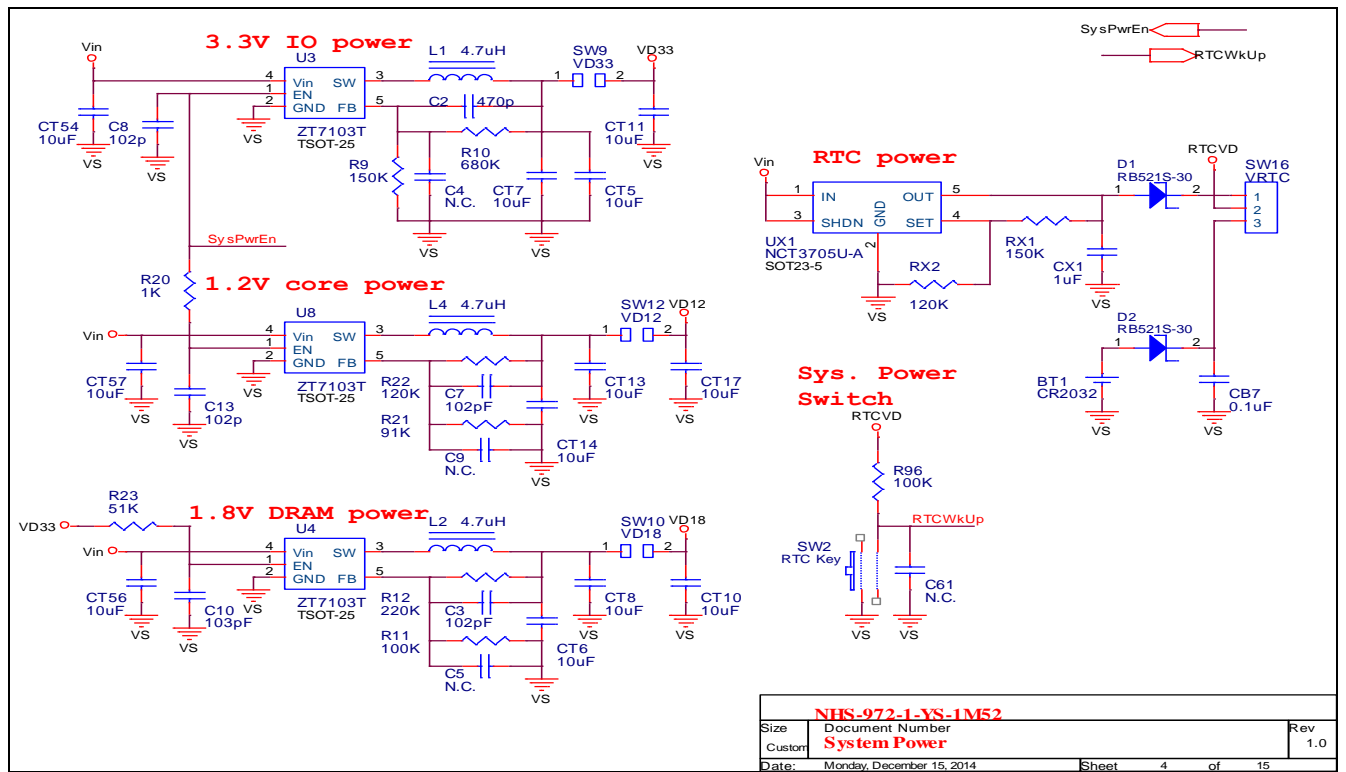 SysPwrEn
RTCWkUp
3.3V IO power
Vin
U3
L1 4.7uH
SW9
VD33
VD33
4 Vin SW 3
1 EN
2 GND FB 5
1 2
C2 470p
CT54
10uF
C8
102p
VS
VS
VS
ZT7103T
TSOT-25
R9
150K
R10
680K
C4
N.C.
CT7
10uF
CT5
10uF
CT11
10uF
VS
VS
VS
SysPwrEn
R20
1K
1.2V core power
Vin
U8
L4 4.7uH
SW12
VD12
VD12
4 Vin SW 3
1 EN
2 GND FB 5
1 2
CT57
10uF
VS
VS
C13
102p
VS
ZT7103T
TSOT-25
R22
120K
C7
102pF
R21
91K
C9
N.C.
CT13
10uF
CT17
10uF
VS
VS
CT14
10uF
VS
R23
51K
VD33
1.8V DRAM power
Vin
U4
L2 4.7uH
SW10
VD18
VD18
4 Vin SW 3
1 EN
2 GND FB 5
1 2
CT56
10uF
VS
VS
C10
103pF
VS
ZT7103T
TSOT-25
R12
220K
C3
102pF
R11
100K
C5
N.C.
CT8
10uF
CT10
10uF
VS
VS
CT6
10uF
VS
RTC power
Vin
1 IN OUT 5
3 SHDN GND SET 4
2
UX1
NCT3705U-A
SOT23-5
RX2
120K
VS
RX1
150K
CX1
1uF
VS
D1
RB521S-30
1 2
RTCVD
SW16
VRTC
1
2
3
D2
RB521S-30
1 2
BT1
CR2032
VS
CB7
0.1uF
VS
Sys. Power
Switch
RTCVD
R96
100K
RTCWkUp
SW2
RTC Key
C61
N.C.
VS
VS
NHS-972-1-YS-1M52
Size Document Number Rev
Custom System Power 1.0
Date: Monday, December 15, 2014 Sheet 4 of 15